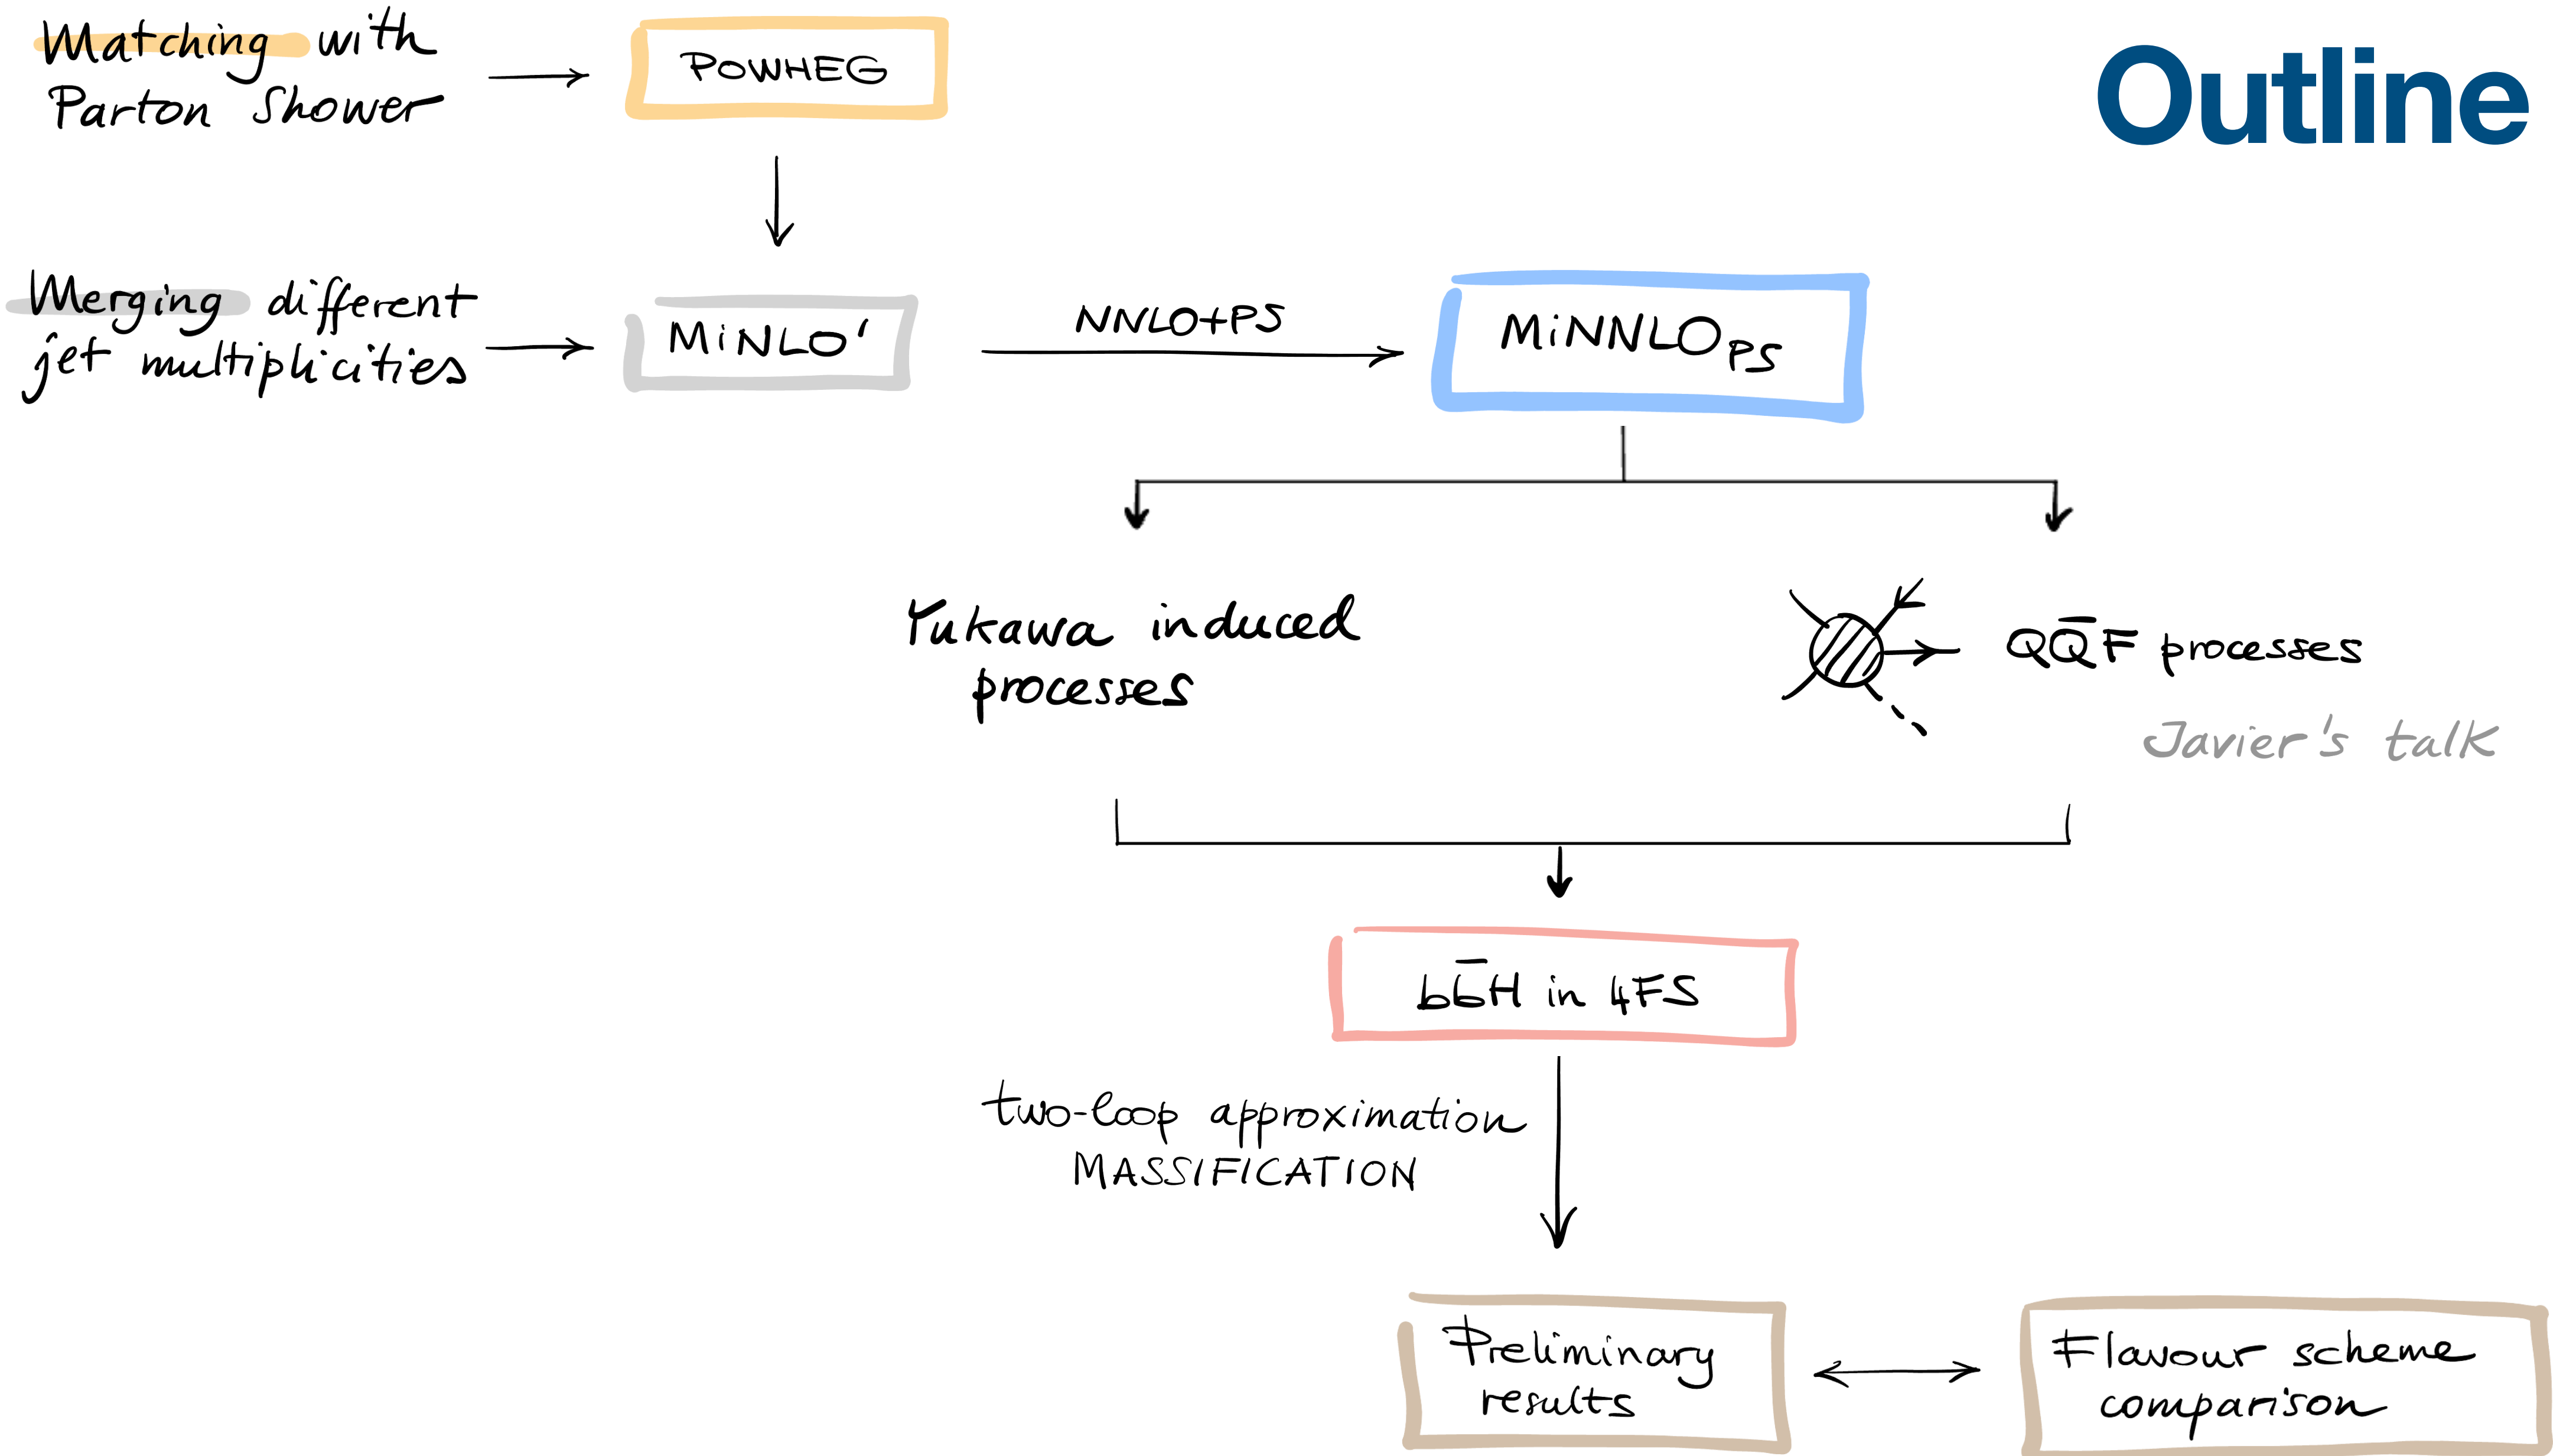 Outline
Matching with
Parton Shower
POWHEG
Merging different
jet multiplicities
MiNLO'
NNLO+PS
MiNNLO_PS
Yukawa induced
processes
QQ̄F processes
Javier's talk
bb̄H in 4FS
two-loop approximation
MASSIFICATION
Preliminary
results
Flavour scheme
comparison